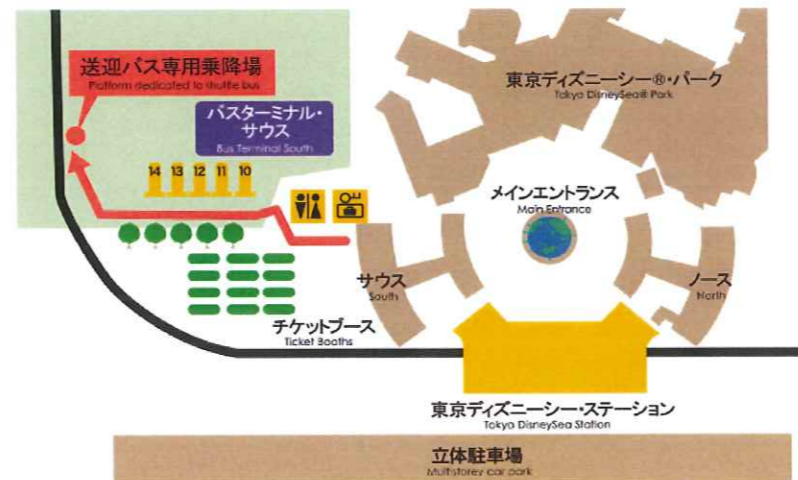 送迎バス専用乗降場
Platform dedicated to shuttle bus
バスターミナル・
サウス
Bus Terminal South
14 13 12 11 10
東京ディズニーシー®・パーク
Tokyo DisneySea® Park
メインエントランス
Main Entrance
サウス
South
ノース
North
チケットブース
Ticket Booths
東京ディズニーシー・ステーション
Tokyo DisneySea Station
立体駐車場
Multistorey car park